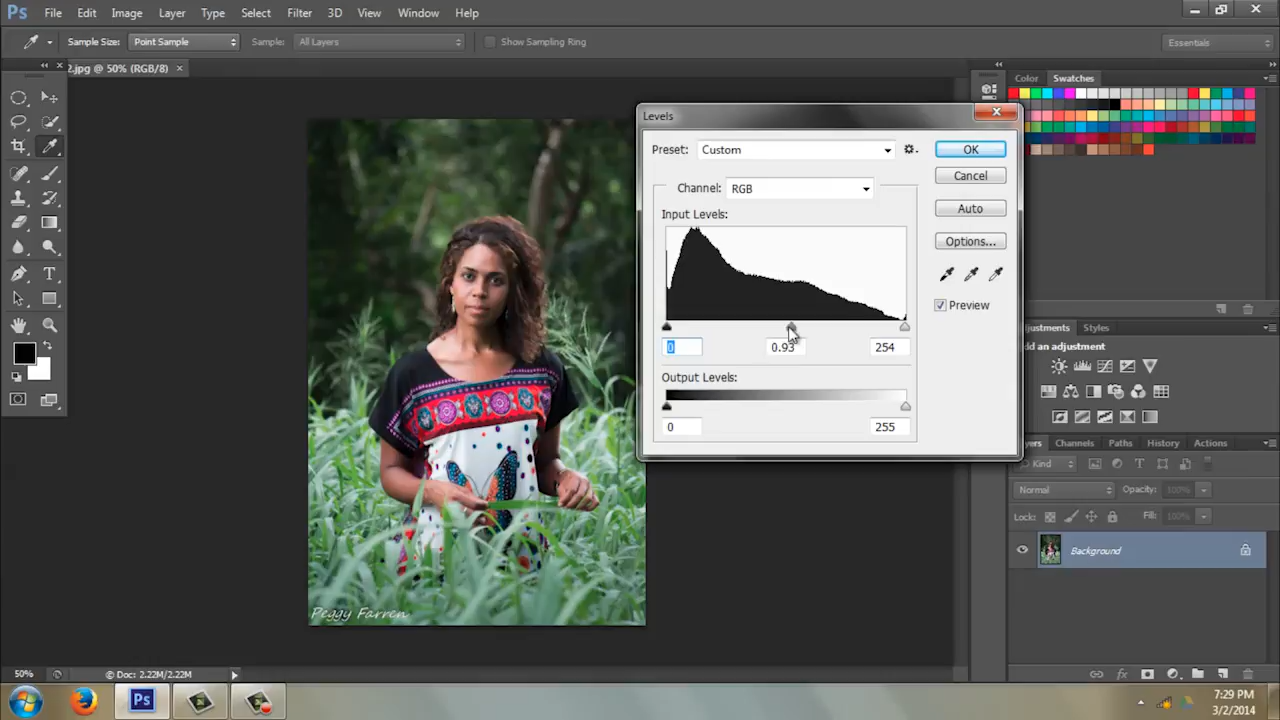 Ps File Edit Image Layer Type Select Filter 3D View Window Help
Sample Size: Point Sample Sample: All Layers Show Sampling Ring Essentials
2.jpg @ 50% (RGB/8) ×
Color Swatches
Levels
Preset: Custom OK
Cancel
Channel: RGB
Auto
Input Levels:
Options...
Preview
0 0.93 254
Output Levels:
0 255
djustments Styles
Add an adjustment
yers Channels Paths History Actions
Kind
Normal Opacity: 100%
Lock: Fill: 100%
Background
Peggy Farren
50% Doc: 2.22M/2.22M
Ps
7:29 PM
3/2/2014